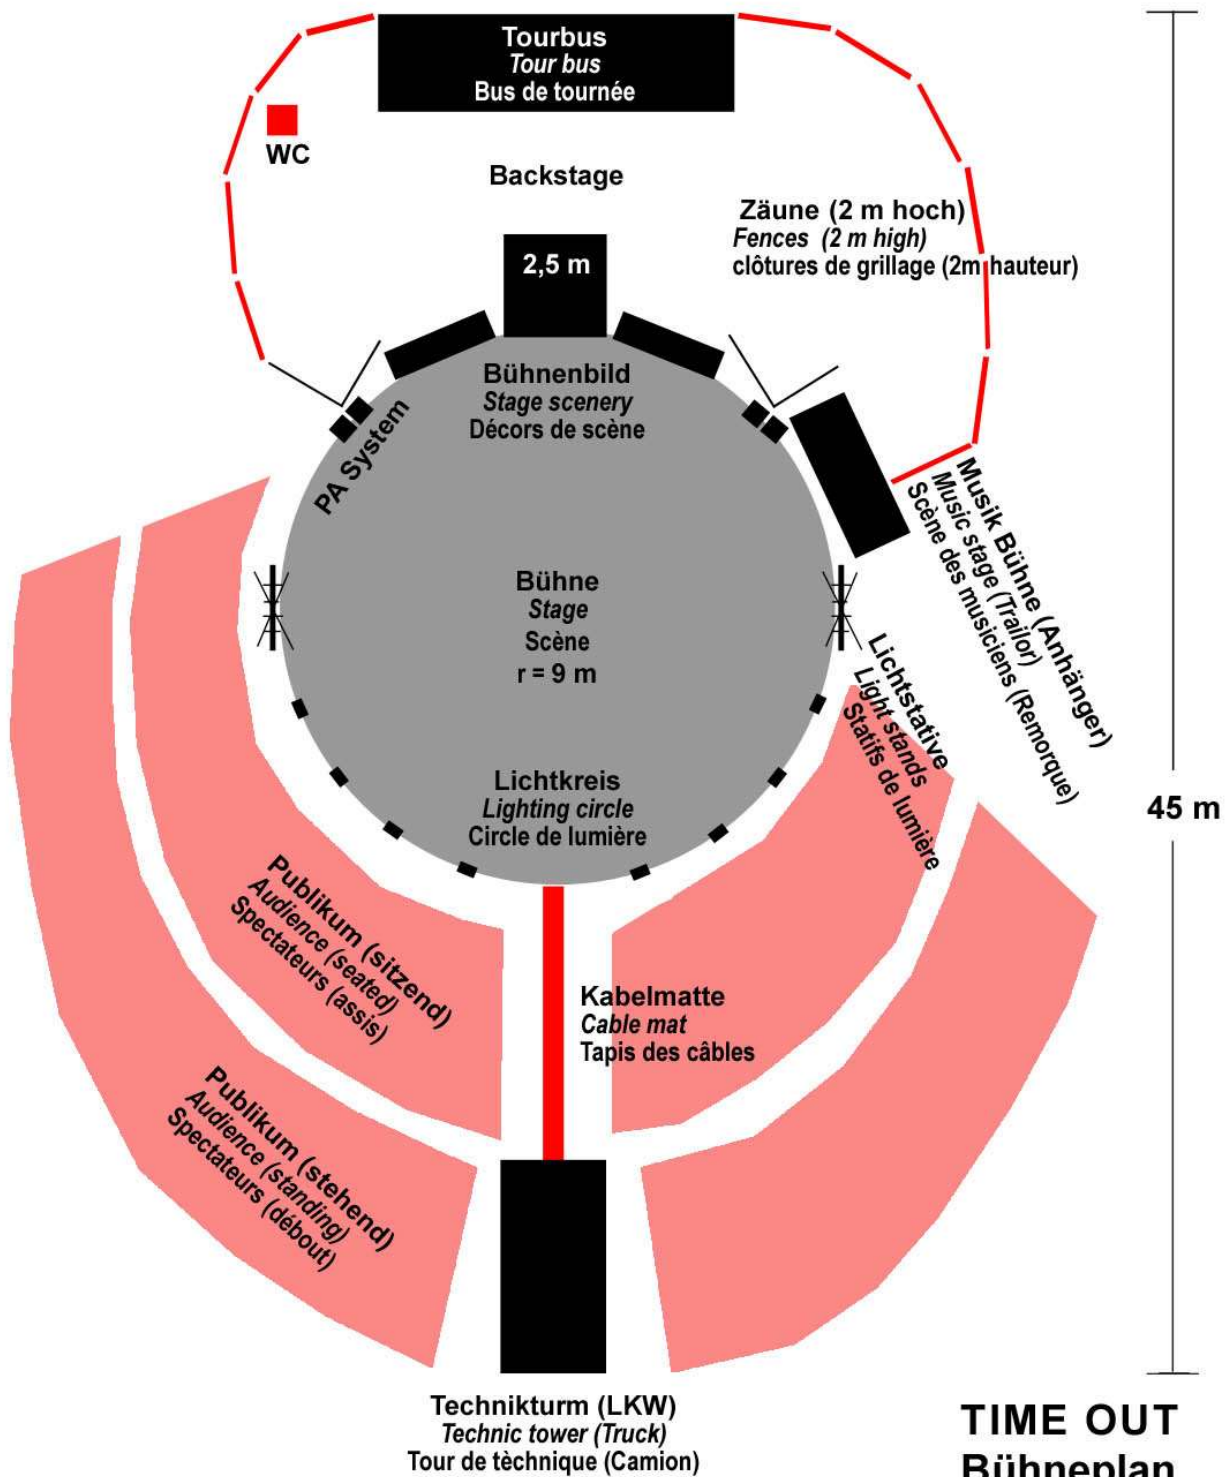 Tourbus
Tour bus
Bus de tournée
WC
Backstage
Zäune (2 m hoch)
Fences (2 m high)
clôtures de grillage (2m hauteur)
2,5 m
Bühnenbild
Stage scenery
Décors de scène
PA System
Musik Bühne (Anhänger)
Music stage (Trailor)
Scène des musiciens (Remorque)
Bühne
Stage
Scène
r = 9 m
Lichtstative
Light stands
Statifs de lumière
Lichtkreis
Lighting circle
Circle de lumière
45 m
Publikum (sitzend)
Audience (seated)
Spectateurs (assis)
Kabelmatte
Cable mat
Tapis des câbles
Publikum (stehend)
Audience (standing)
Spectateurs (débout)
Technikturm (LKW)
Technic tower (Truck)
Tour de tèchnique (Camion)
TIME OUT
Bühneplan